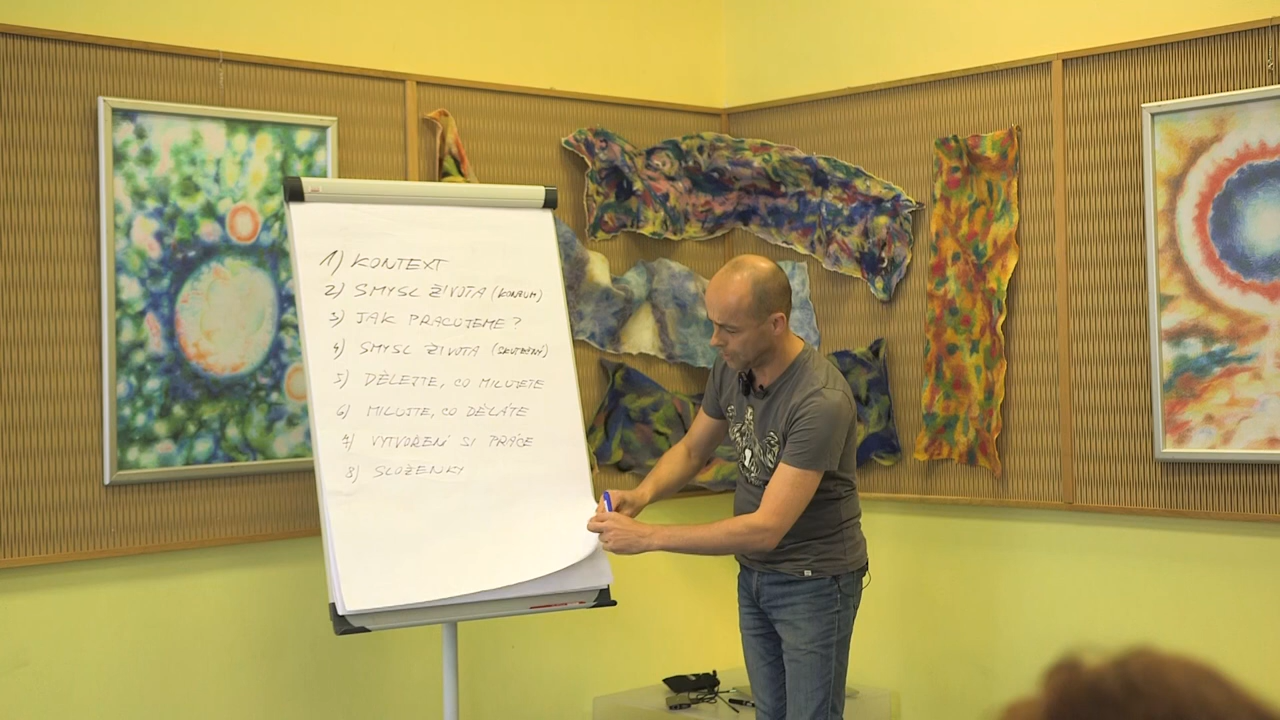 1) KONTEXT
2) SMYSL ŽIVOTA (KONZUM)
3) JAK PRACUJEME?
4) SMYSL ŽIVOTA (SKUTEČNÝ)
5) DĚLEJTE, CO MILUJETE
6) MILUJTE, CO DĚLÁTE
7) VYTVOŘENÍ SI PRÁCE
8) SLOŽENKY